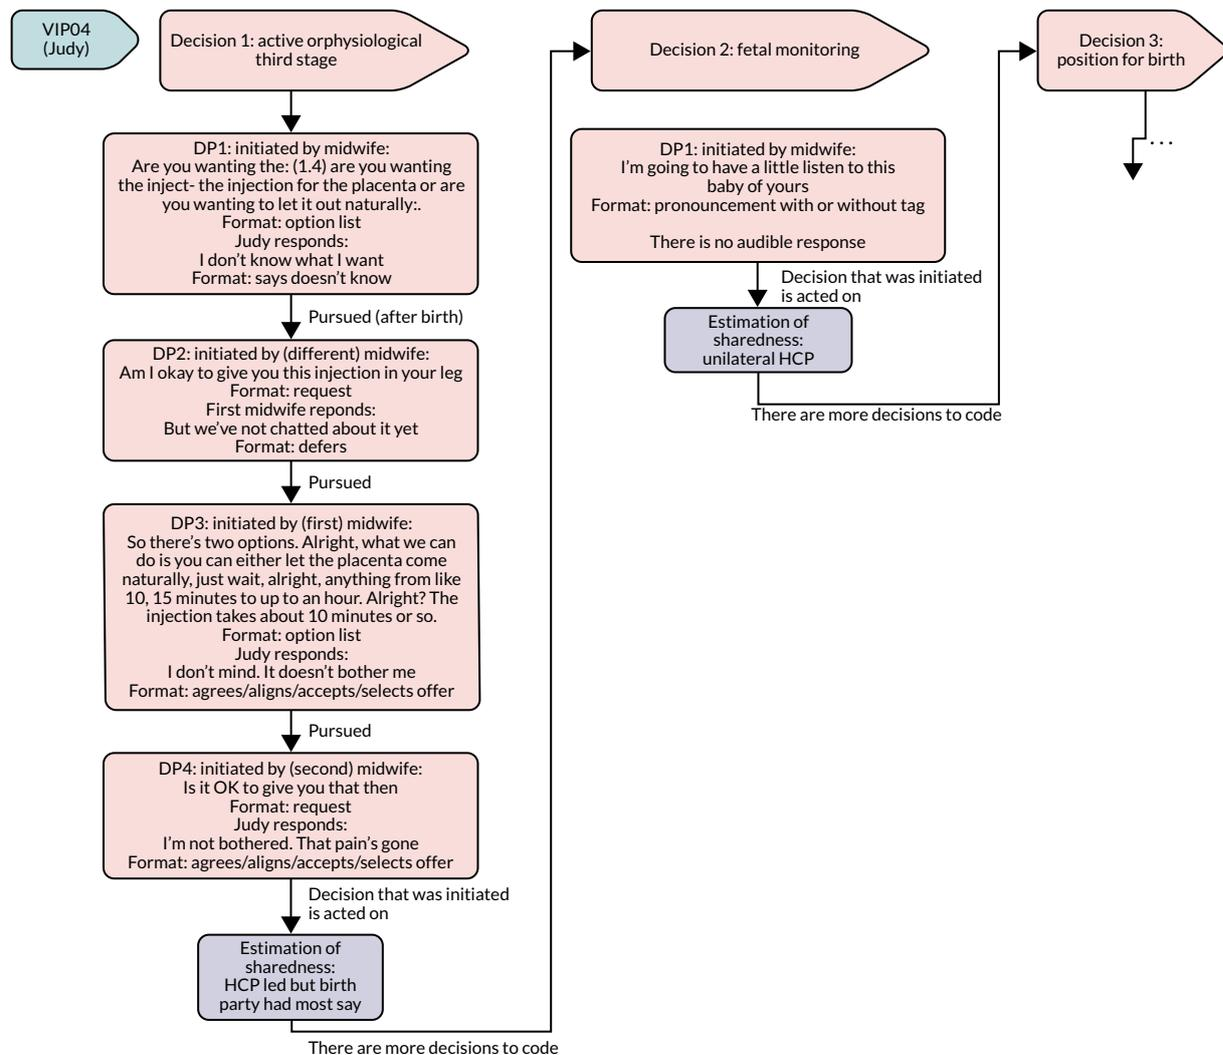 VIP04
(Judy)
Decision 1: active orphysiological
third stage
DP1: initiated by midwife:
Are you wanting the: (1.4) are you wanting
the inject- the injection for the placenta or are
you wanting to let it out naturally:.
Format: option list
Judy responds:
I don't know what I want
Format: says doesn't know
Pursued (after birth)
DP2: initiated by (different) midwife:
Am I okay to give you this injection in your leg
Format: request
First midwife reponds:
But we've not chatted about it yet
Format: defers
Pursued
DP3: initiated by (first) midwife:
So there's two options. Alright, what we can
do is you can either let the placenta come
naturally, just wait, alright, anything from like
10, 15 minutes to up to an hour. Alright? The
injection takes about 10 minutes or so.
Format: option list
Judy responds:
I don't mind. It doesn't bother me
Format: agrees/aligns/accepts/selects offer
Pursued
DP4: initiated by (second) midwife:
Is it OK to give you that then
Format: request
Judy responds:
I'm not bothered. That pain's gone
Format: agrees/aligns/accepts/selects offer
Decision that was initiated
is acted on
Estimation of
sharedness:
HCP led but birth
party had most say
There are more decisions to code
Decision 2: fetal monitoring
DP1: initiated by midwife:
I'm going to have a little listen to this
baby of yours
Format: pronouncement with or without tag
There is no audible response
Decision that was initiated
is acted on
Estimation of
sharedness:
unilateral HCP
There are more decisions to code
Decision 3:
position for birth
...